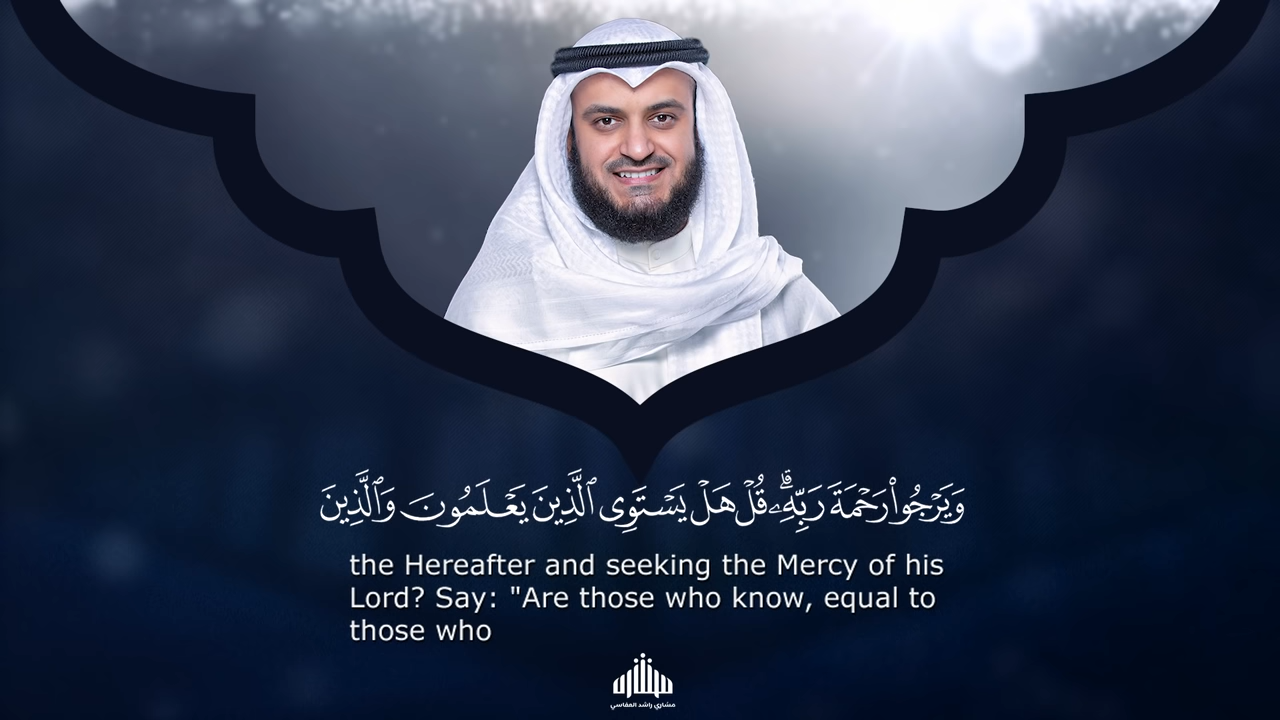 وَيَرْجُوا۟ رَحْمَةَ رَبِّهِۦ ۗ قُلْ هَلْ يَسْتَوِى ٱلَّذِينَ يَعْلَمُونَ وَٱلَّذِينَ
the Hereafter and seeking the Mercy of his
Lord? Say: "Are those who know, equal to
those who
مشاري راشد العفاسي